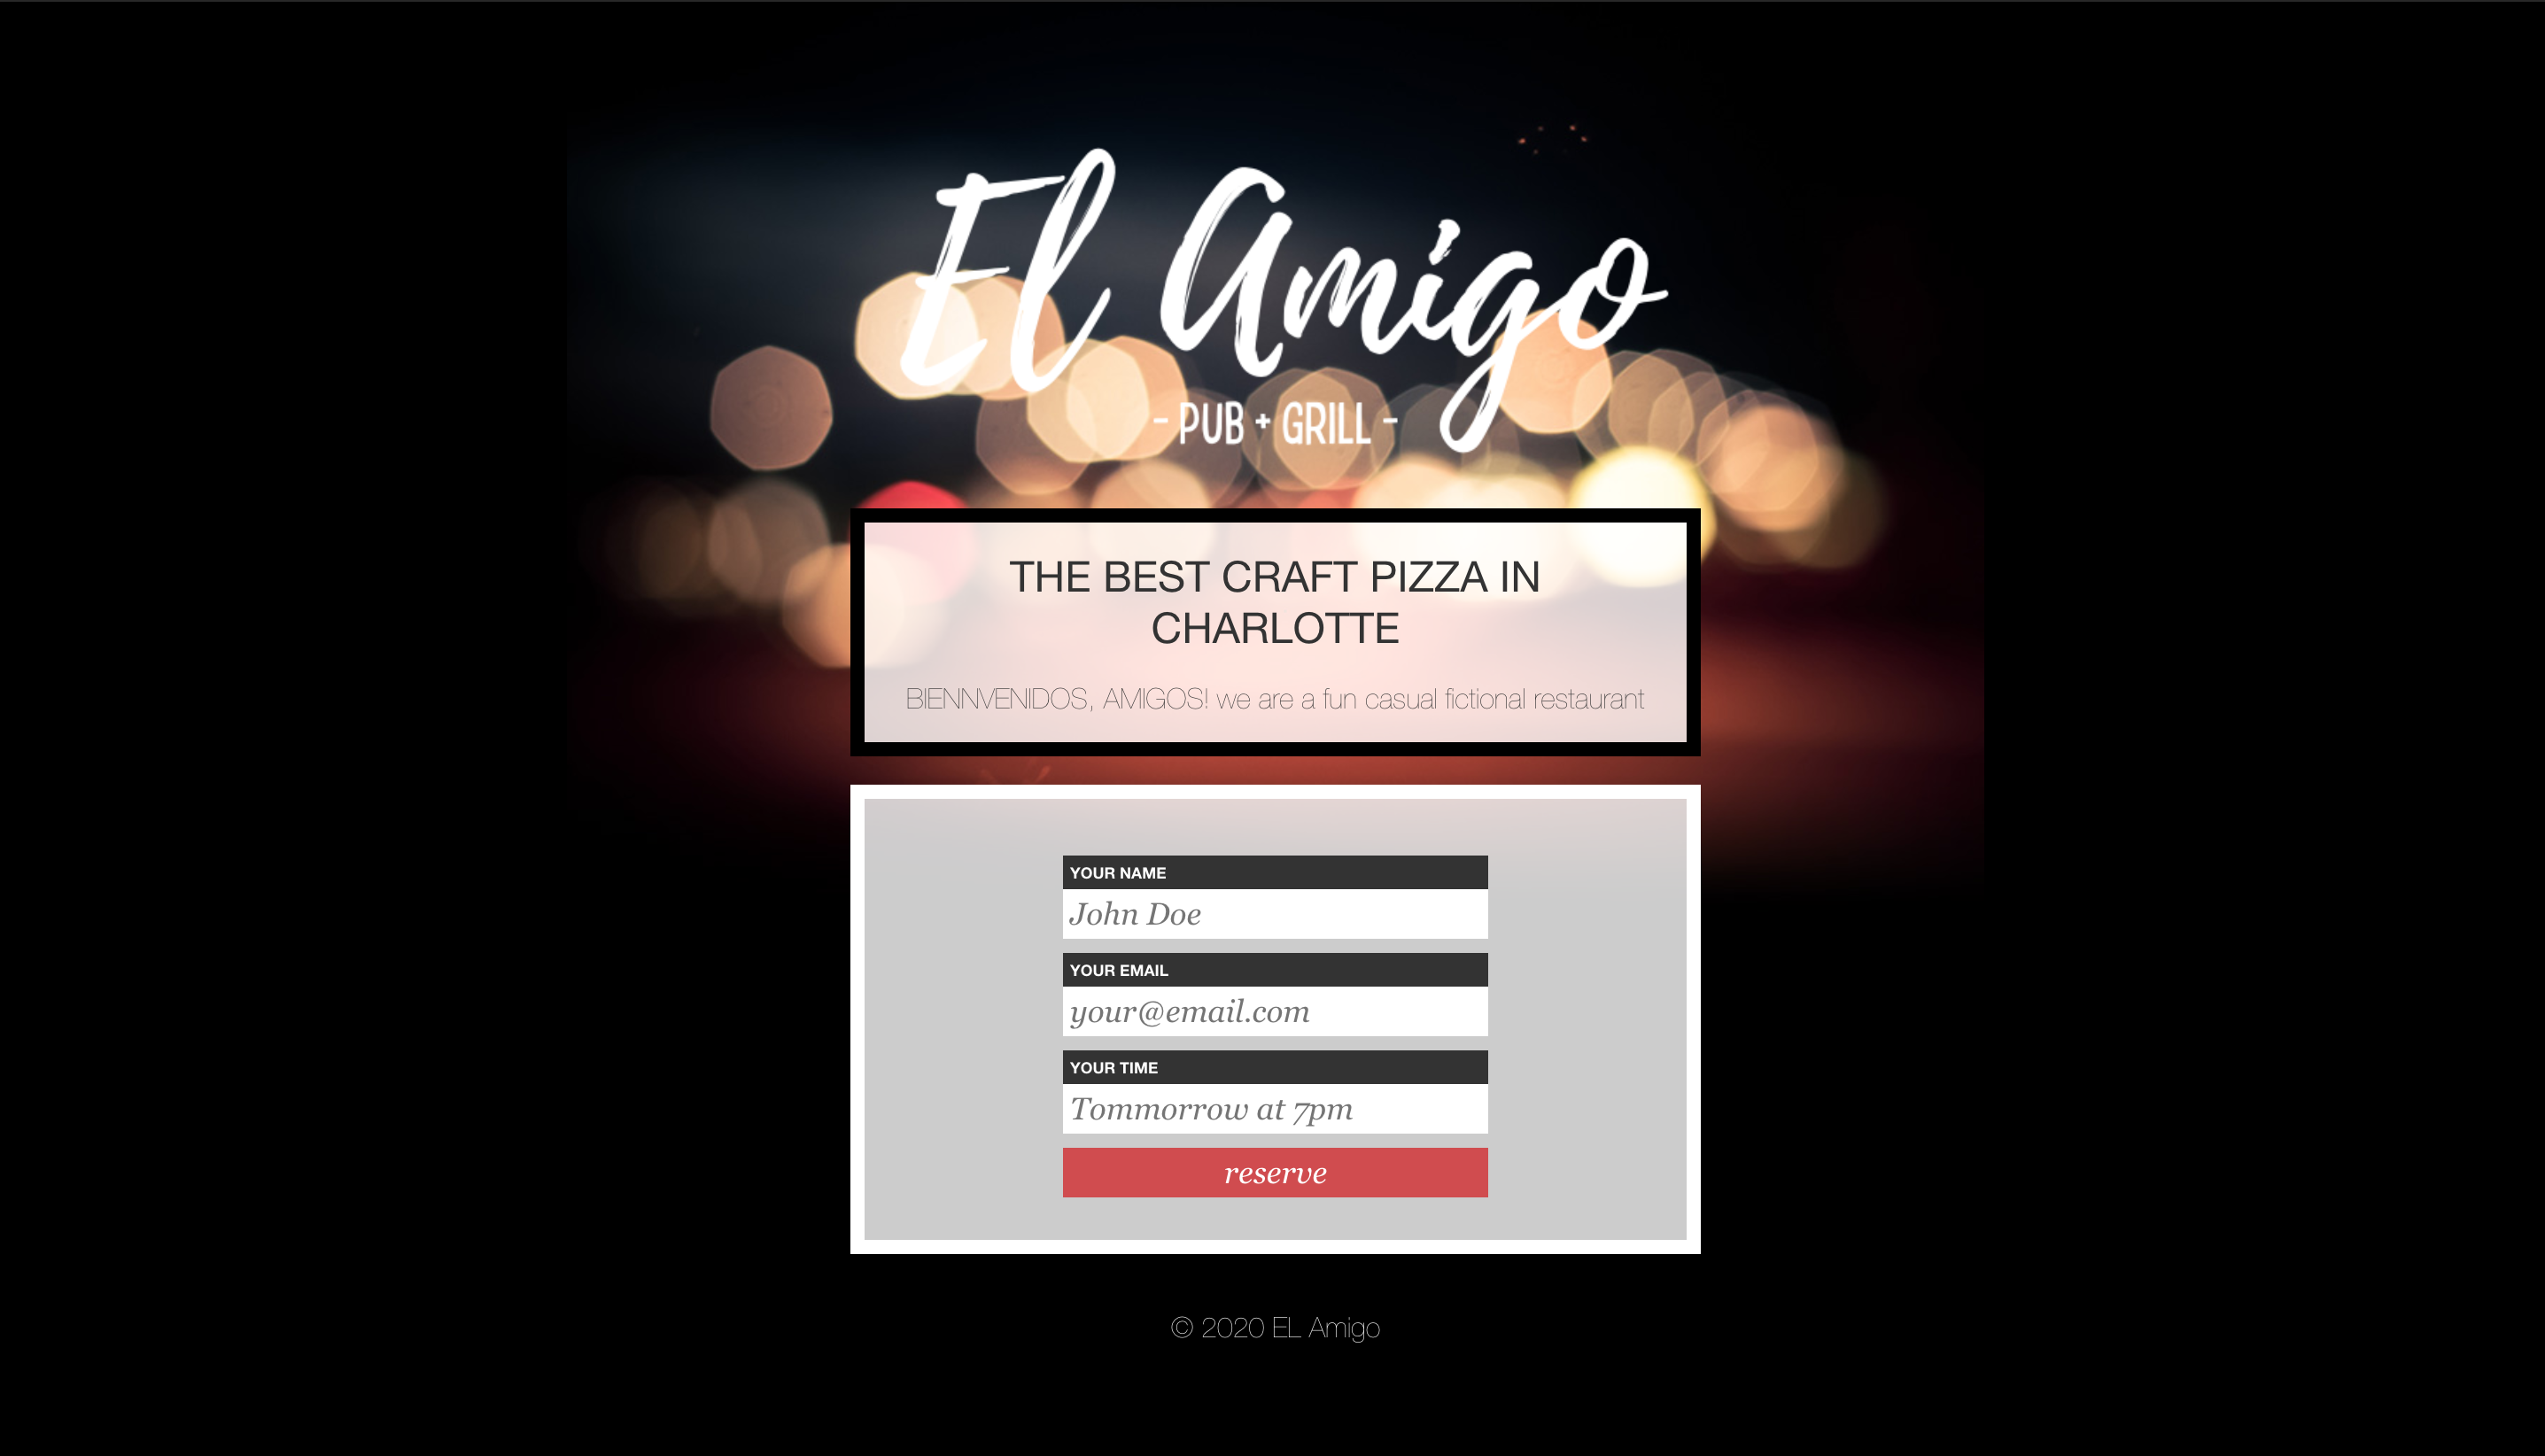 El Amigo
- PUB + GRILL -
THE BEST CRAFT PIZZA IN
CHARLOTTE
BIENNVENIDOS, AMIGOS! we are a fun casual fictional restaurant
YOUR NAME
John Doe
YOUR EMAIL
your@email.com
YOUR TIME
Tommorrow at 7pm
reserve
© 2020 EL Amigo